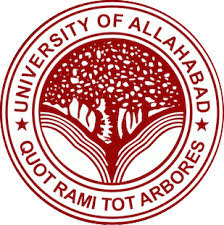 UNIVERSITY OF ALLAHABAD
QUOT RAMI TOT ARBORES